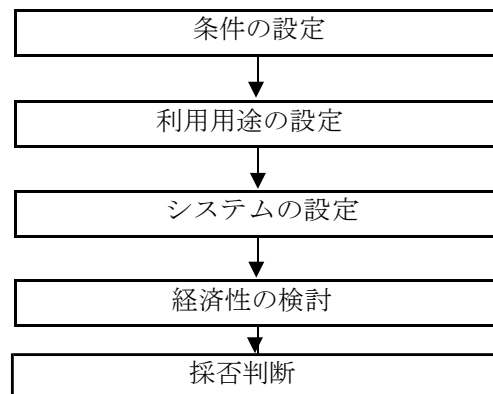 条件の設定
利用用途の設定
システムの設定
経済性の検討
採否判断